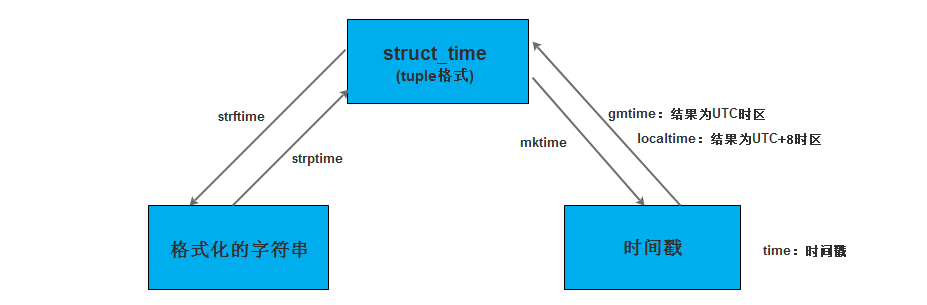 struct_time
(tuple格式)
strftime
strptime
mktime
gmtime：结果为UTC时区
localtime：结果为UTC+8时区
格式化的字符串
时间戳
time：时间戳